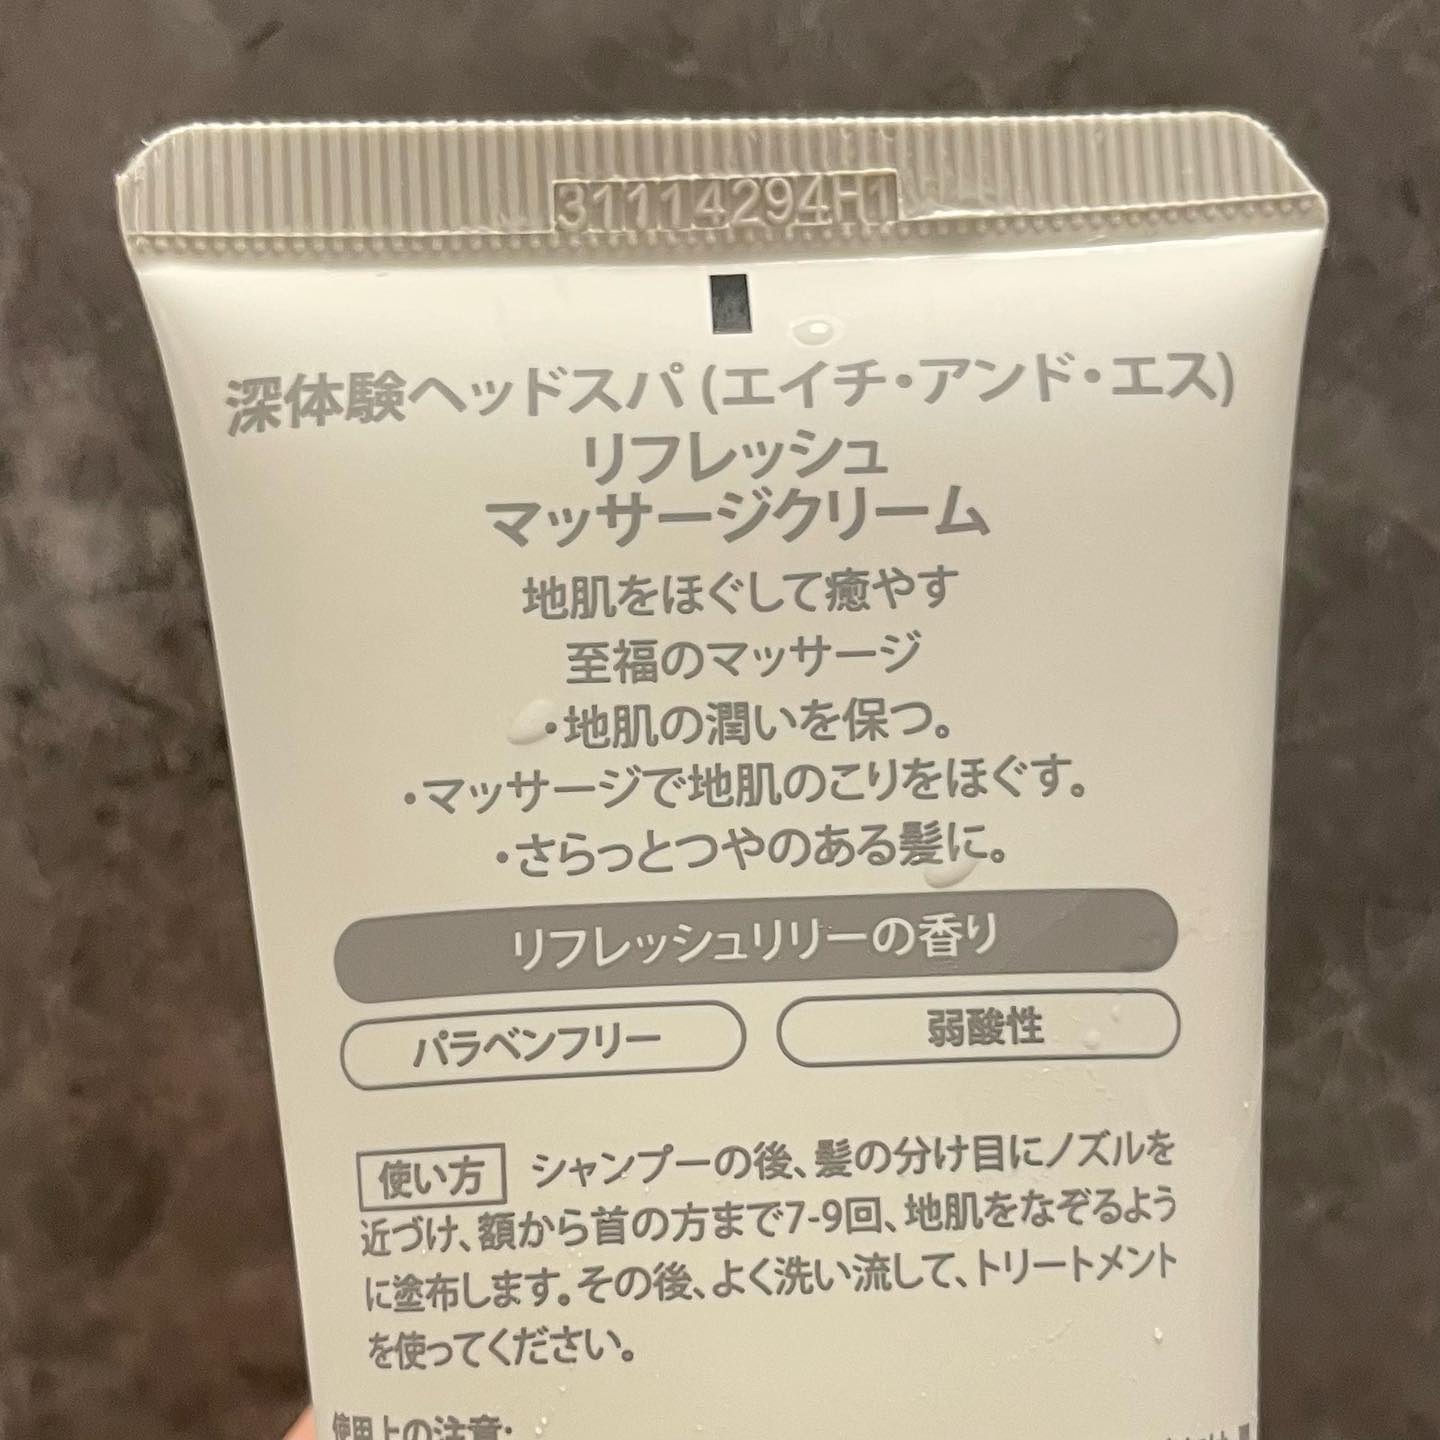 31114294H1
深体験ヘッドスパ (エイチ・アンド・エス)
リフレッシュ
マッサージクリーム
地肌をほぐして癒やす
至福のマッサージ
・地肌の潤いを保つ。
・マッサージで地肌のこりをほぐす。
・さらっとつやのある髪に。
リフレッシュリリーの香り
パラベンフリー
弱酸性
使い方 シャンプーの後、髪の分け目にノズルを
近づけ、額から首の方まで7-9回、地肌をなぞるよう
に塗布します。その後、よく洗い流して、トリートメント
を使ってください。
使用上の注意: